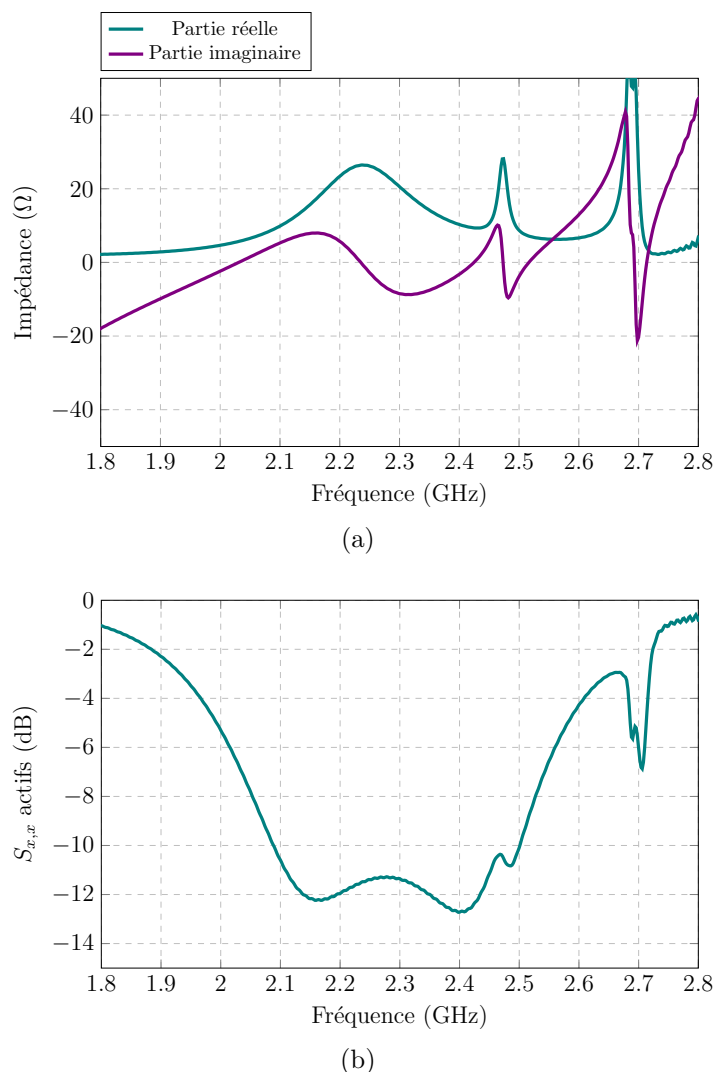 Partie réelle
Partie imaginaire
40
20
0
−20
−40
Impédance (Ω)
1.8 1.9 2 2.1 2.2 2.3 2.4 2.5 2.6 2.7 2.8
Fréquence (GHz)
(a)
0
−2
−4
−6
−8
−10
−12
−14
S_{x,x} actifs (dB)
1.8 1.9 2 2.1 2.2 2.3 2.4 2.5 2.6 2.7 2.8
Fréquence (GHz)
(b)